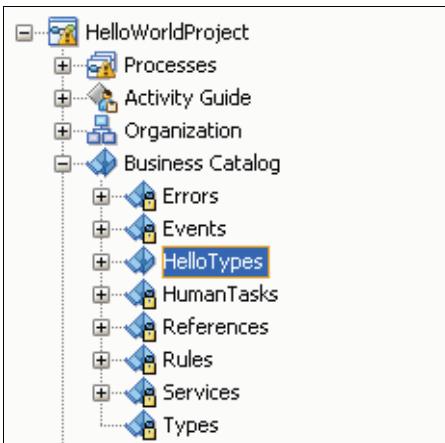 HelloWorldProject
Processes
Activity Guide
Organization
Business Catalog
Errors
Events
HelloTypes
HumanTasks
References
Rules
Services
Types